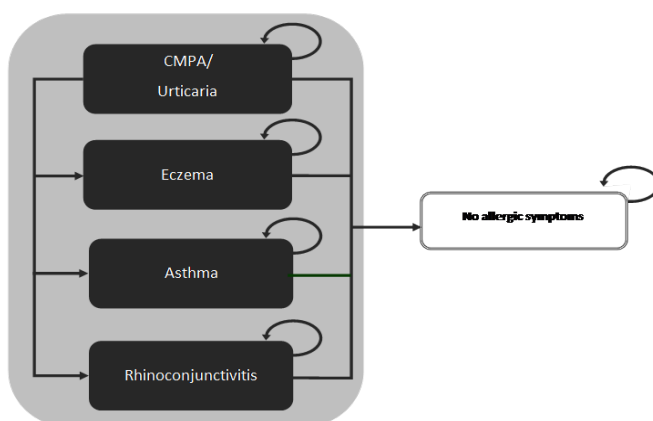 CMPA/
Urticaria
Eczema
No allergic symptoms
Asthma
Rhinoconjunctivitis